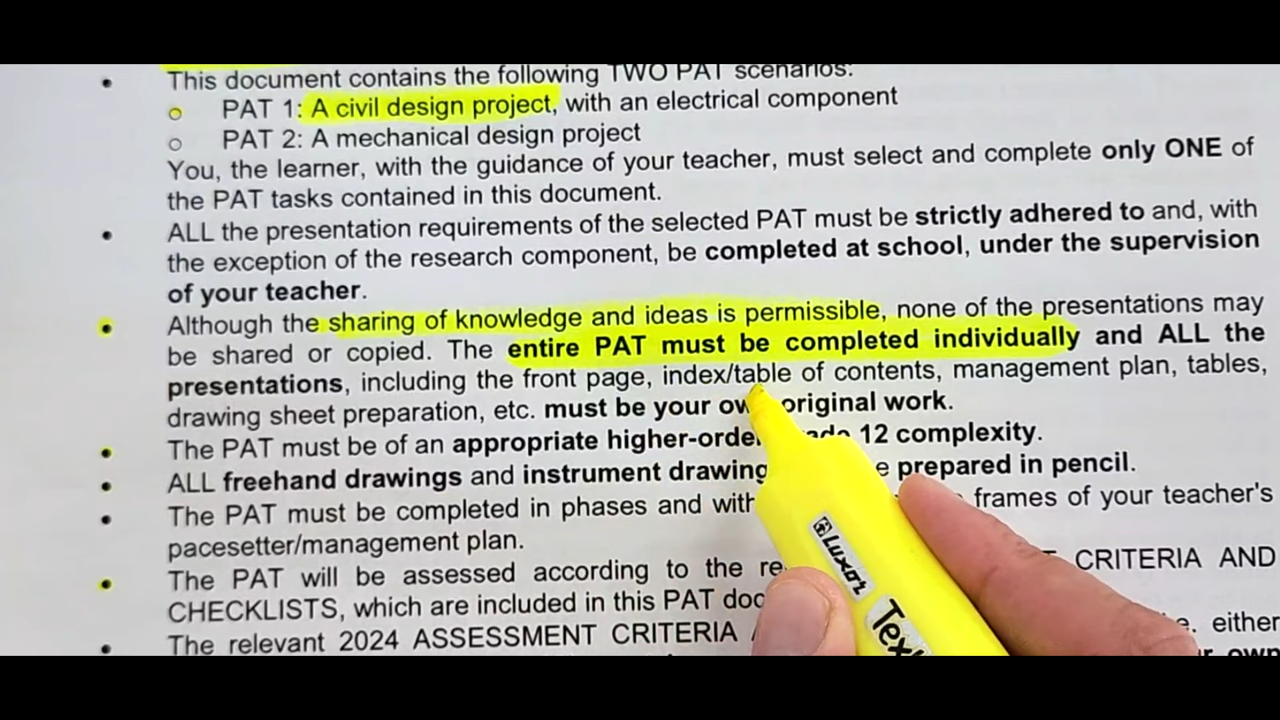 This document contains the following TWO PAT scenarios:
PAT 1: A civil design project, with an electrical component
PAT 2: A mechanical design project
You, the learner, with the guidance of your teacher, must select and complete only ONE of
the PAT tasks contained in this document.
ALL the presentation requirements of the selected PAT must be strictly adhered to and, with
the exception of the research component, be completed at school, under the supervision
of your teacher.
Although the sharing of knowledge and ideas is permissible, none of the presentations may
be shared or copied. The entire PAT must be completed individually and ALL the
presentations, including the front page, index/table of contents, management plan, tables,
drawing sheet preparation, etc. must be your own original work.
The PAT must be of an appropriate higher-order 12 complexity.
ALL freehand drawings and instrument drawing prepared in pencil.
The PAT must be completed in phases and with frames of your teacher's
pacesetter/management plan.
The PAT will be assessed according to the CRITERIA AND
CHECKLISTS, which are included in this PAT
The relevant 2024 ASSESSMENT CRITERIA either
own
Luxor
Text